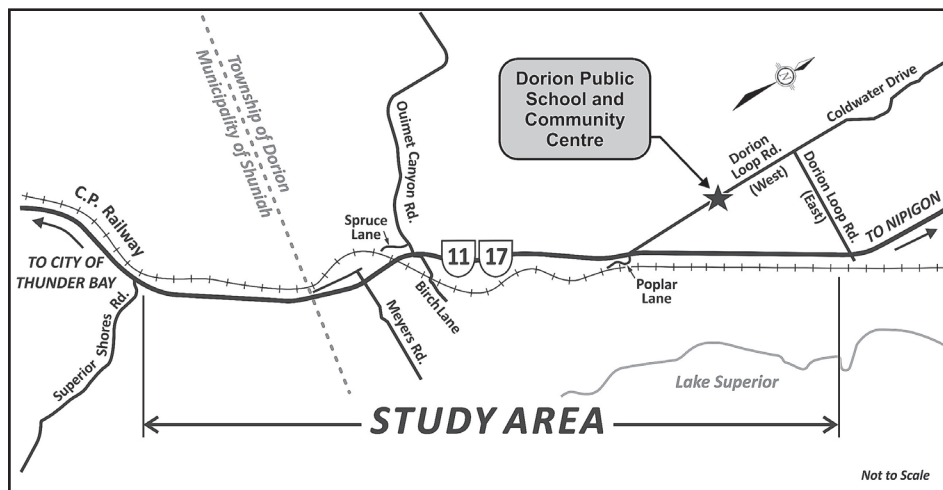 Township of Dorion
Municipality of Shuniah
Ouimet Canyon Rd.
Dorion Public
School and
Community
Centre
N
Coldwater Drive
Dorion
Loop Rd.
(West)
Dorion Loop Rd.
(East)
C.P. Railway
Spruce
Lane
11 17
TO NIPIGON
TO CITY OF
THUNDER BAY
Superior Shores Rd.
Meyers Rd.
Birch Lane
Poplar
Lane
Lake Superior
STUDY AREA
Not to Scale